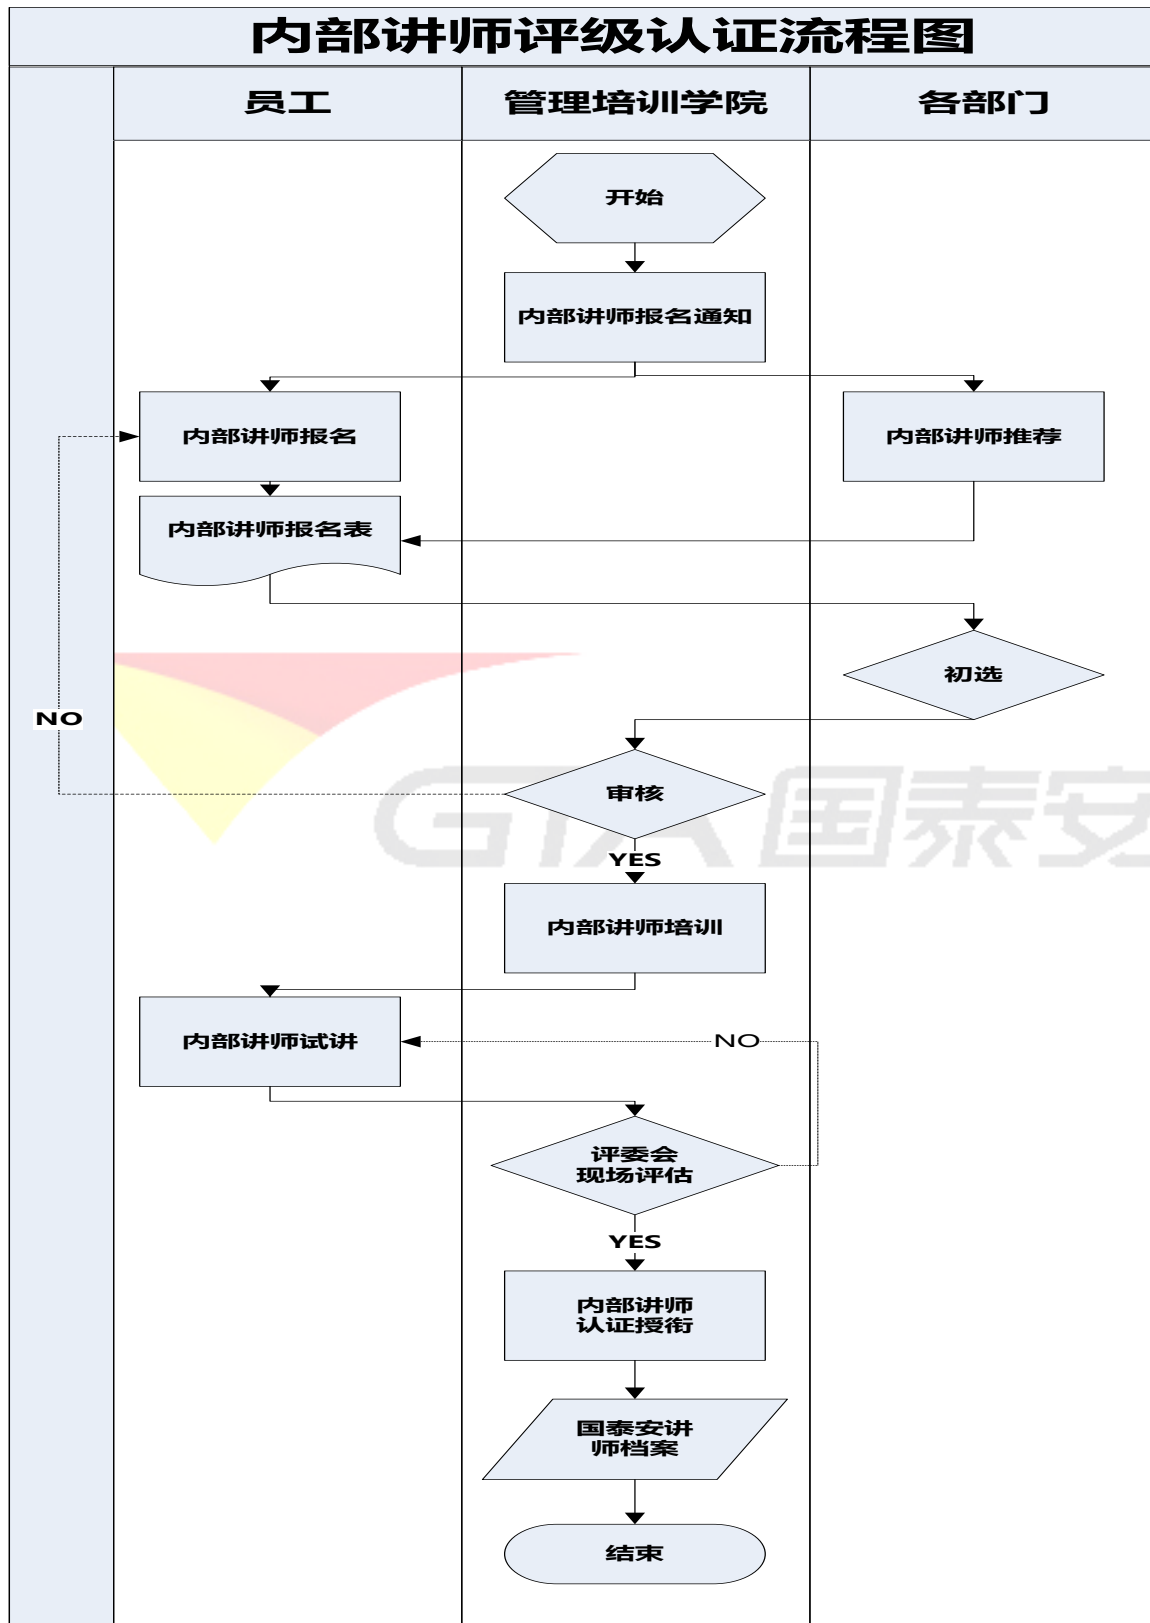 内部讲师评级认证流程图
员工
管理培训学院
各部门
开始
内部讲师报名通知
内部讲师报名
内部讲师推荐
内部讲师报名表
初选
NO
审核
GTA国泰安
YES
内部讲师培训
内部讲师试讲
NO
评委会
现场评估
YES
内部讲师
认证授衔
国泰安讲
师档案
结束